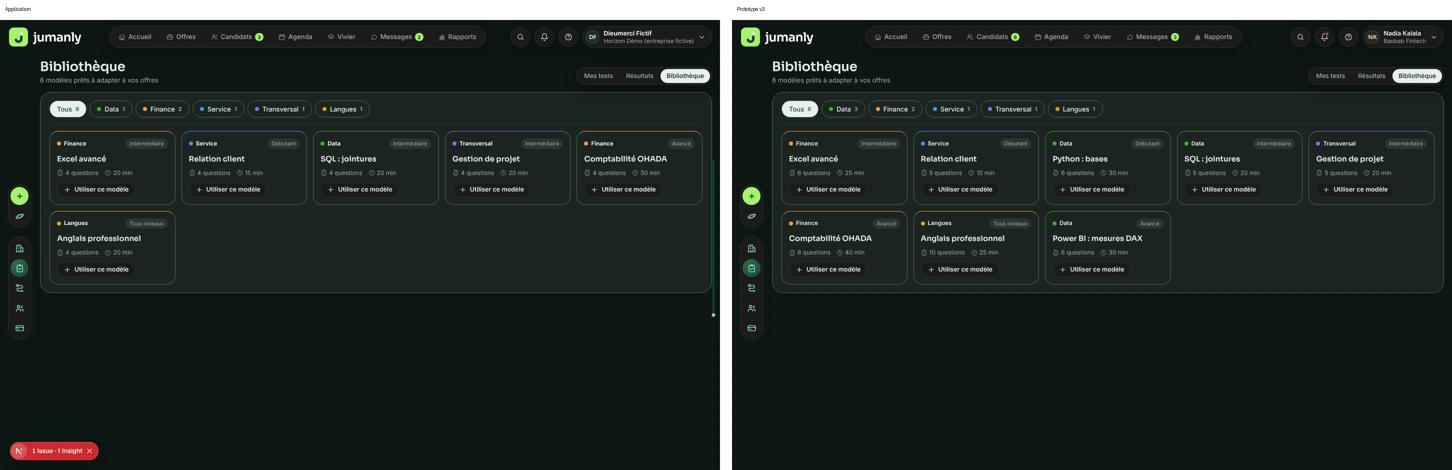 Application
jumanly
Accueil
Offres
Candidats 3
Agenda
Vivier
Messages 2
Rapports
DF
Dieumerci Fictif
Horizon Démo (entreprise fictive)
Bibliothèque
6 modèles prêts à adapter à vos offres
Mes tests
Résultats
Bibliothèque
Tous 6
Data 1
Finance 2
Service 1
Transversal 1
Langues 1
Finance
Intermédiaire
Excel avancé
4 questions 20 min
+ Utiliser ce modèle
Service
Débutant
Relation client
4 questions 15 min
+ Utiliser ce modèle
Data
Intermédiaire
SQL : jointures
4 questions 20 min
+ Utiliser ce modèle
Transversal
Intermédiaire
Gestion de projet
4 questions 20 min
+ Utiliser ce modèle
Finance
Avancé
Comptabilité OHADA
4 questions 30 min
+ Utiliser ce modèle
Langues
Tous niveaux
Anglais professionnel
4 questions 20 min
+ Utiliser ce modèle
N
1 Issue · 1 Insight
Prototype v3
jumanly
Accueil
Offres
Candidats 6
Agenda
Vivier
Messages 3
Rapports
NK
Nadia Kalala
Baobab Fintech
Bibliothèque
8 modèles prêts à adapter à vos offres
Mes tests
Résultats
Bibliothèque
Tous 8
Data 3
Finance 2
Service 1
Transversal 1
Langues 1
Finance
Intermédiaire
Excel avancé
6 questions 25 min
+ Utiliser ce modèle
Service
Débutant
Relation client
5 questions 15 min
+ Utiliser ce modèle
Data
Débutant
Python : bases
6 questions 30 min
+ Utiliser ce modèle
Data
Intermédiaire
SQL : jointures
5 questions 20 min
+ Utiliser ce modèle
Transversal
Intermédiaire
Gestion de projet
5 questions 20 min
+ Utiliser ce modèle
Finance
Avancé
Comptabilité OHADA
8 questions 40 min
+ Utiliser ce modèle
Langues
Tous niveaux
Anglais professionnel
10 questions 25 min
+ Utiliser ce modèle
Data
Avancé
Power BI : mesures DAX
6 questions 30 min
+ Utiliser ce modèle